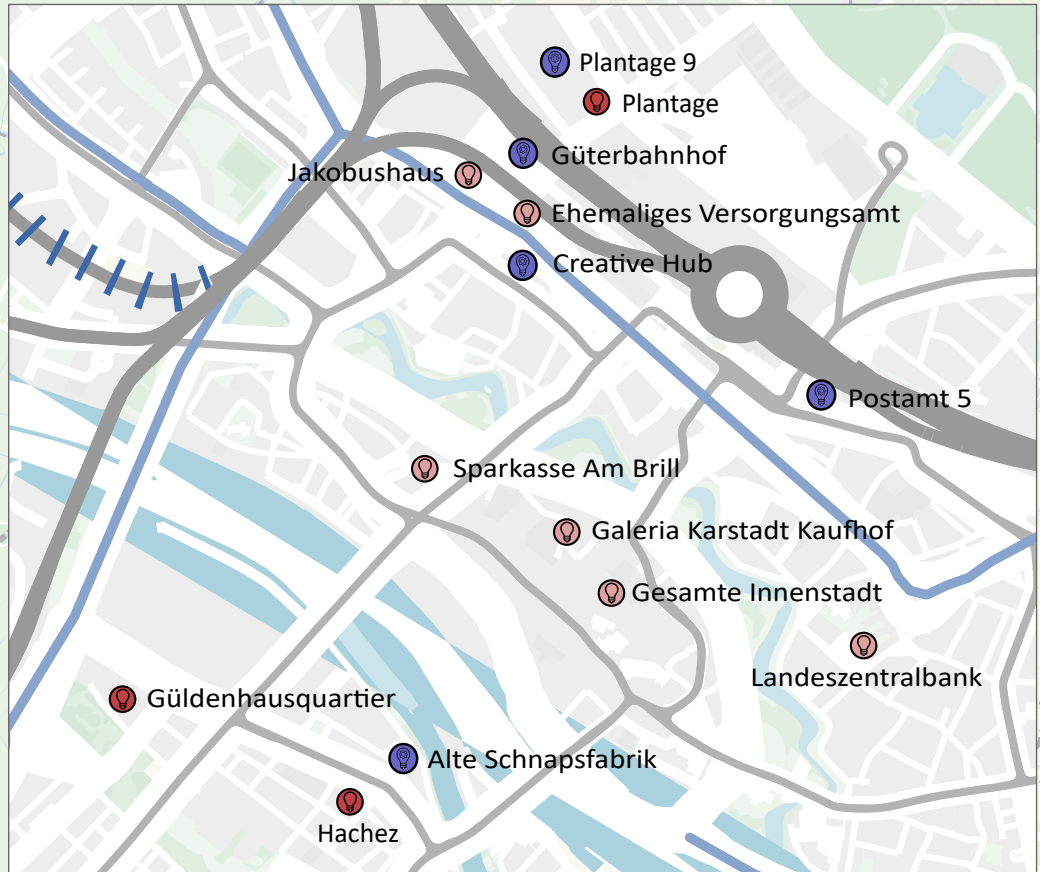 Plantage 9
Plantage
Güterbahnhof
Jakobushaus
Ehemaliges Versorgungsamt
Creative Hub
Postamt 5
Sparkasse Am Brill
Galeria Karstadt Kaufhof
Gesamte Innenstadt
Landeszentralbank
Güldenhausquartier
Alte Schnapsfabrik
Hachez